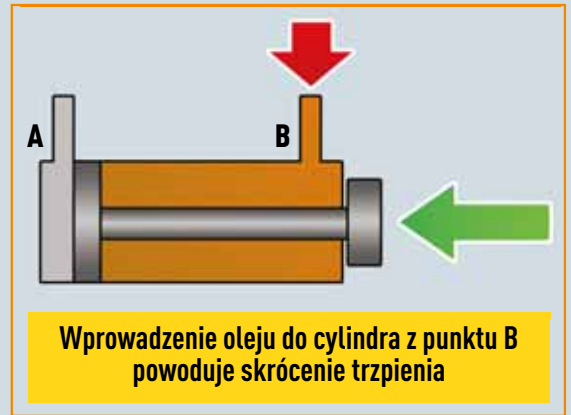 A
B
Wprowadzenie oleju do cylindra z punktu B
powoduje skrócenie trzpienia